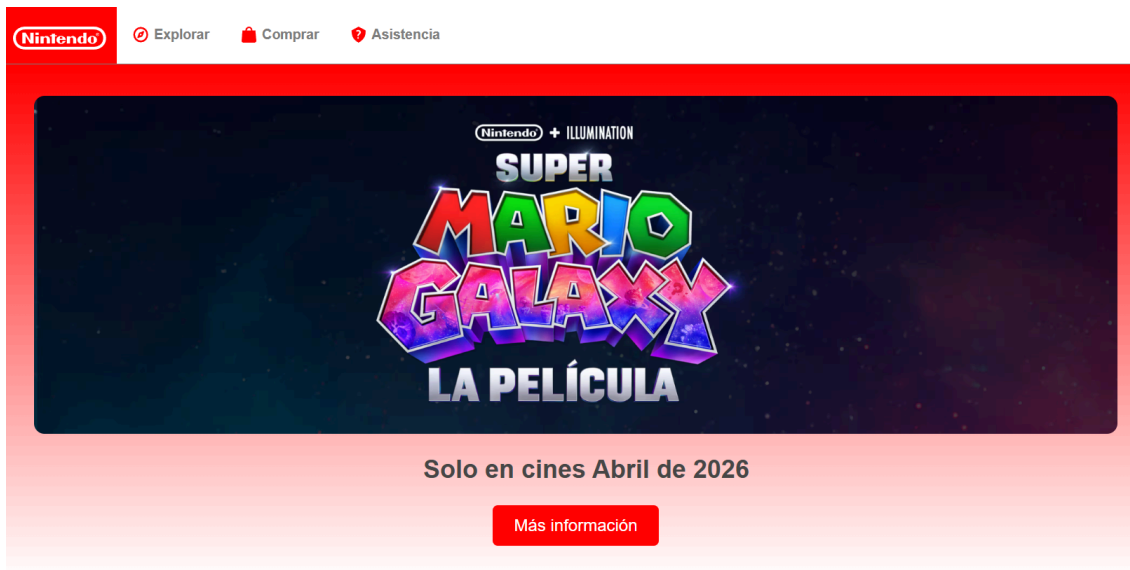 Nintendo
Explorar
Comprar
Asistencia
Nintendo + ILLUMINATION
SUPER
MARIO
GALAXY
LA PELÍCULA
Solo en cines Abril de 2026
Más información